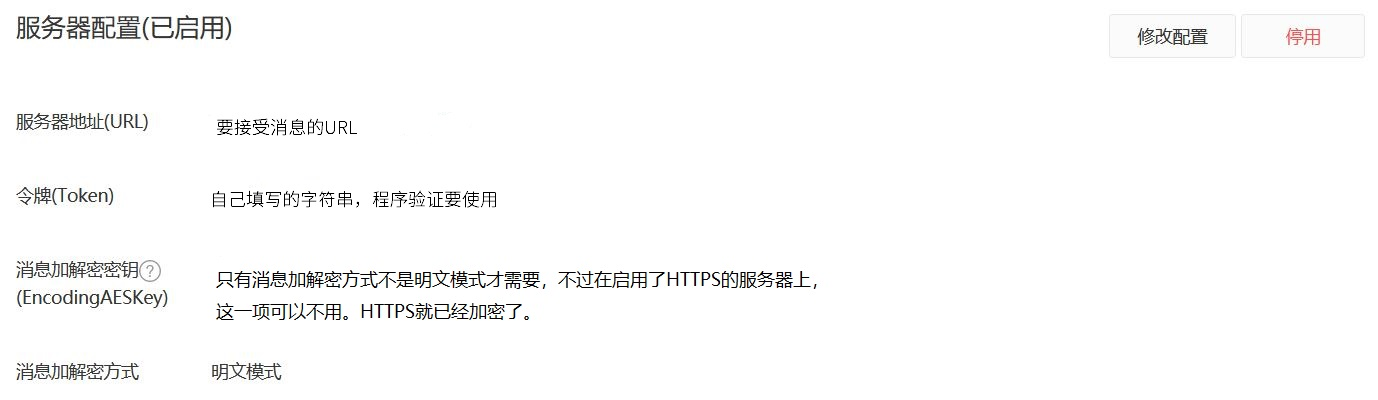 服务器配置(已启用)
修改配置
停用
服务器地址(URL)
要接受消息的URL
令牌(Token)
自己填写的字符串，程序验证要使用
消息加解密密钥?
(EncodingAESKey)
只有消息加解密方式不是明文模式才需要，不过在启用了HTTPS的服务器上，
这一项可以不用。HTTPS就已经加密了。
消息加解密方式
明文模式